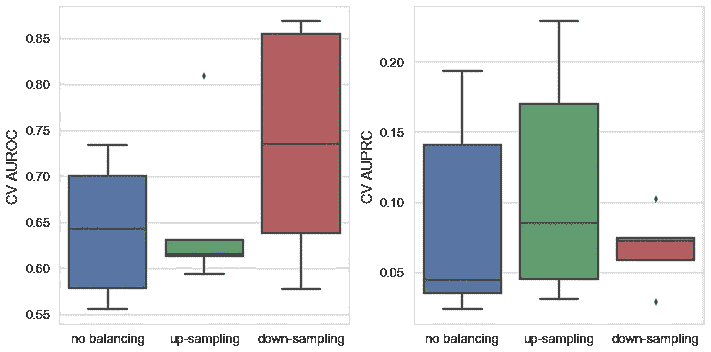 CV AUROC
0.85
0.80
0.75
0.70
0.65
0.60
0.55
no balancing up-sampling down-sampling
CV AUPRC
0.20
0.15
0.10
0.05
no balancing up-sampling down-sampling